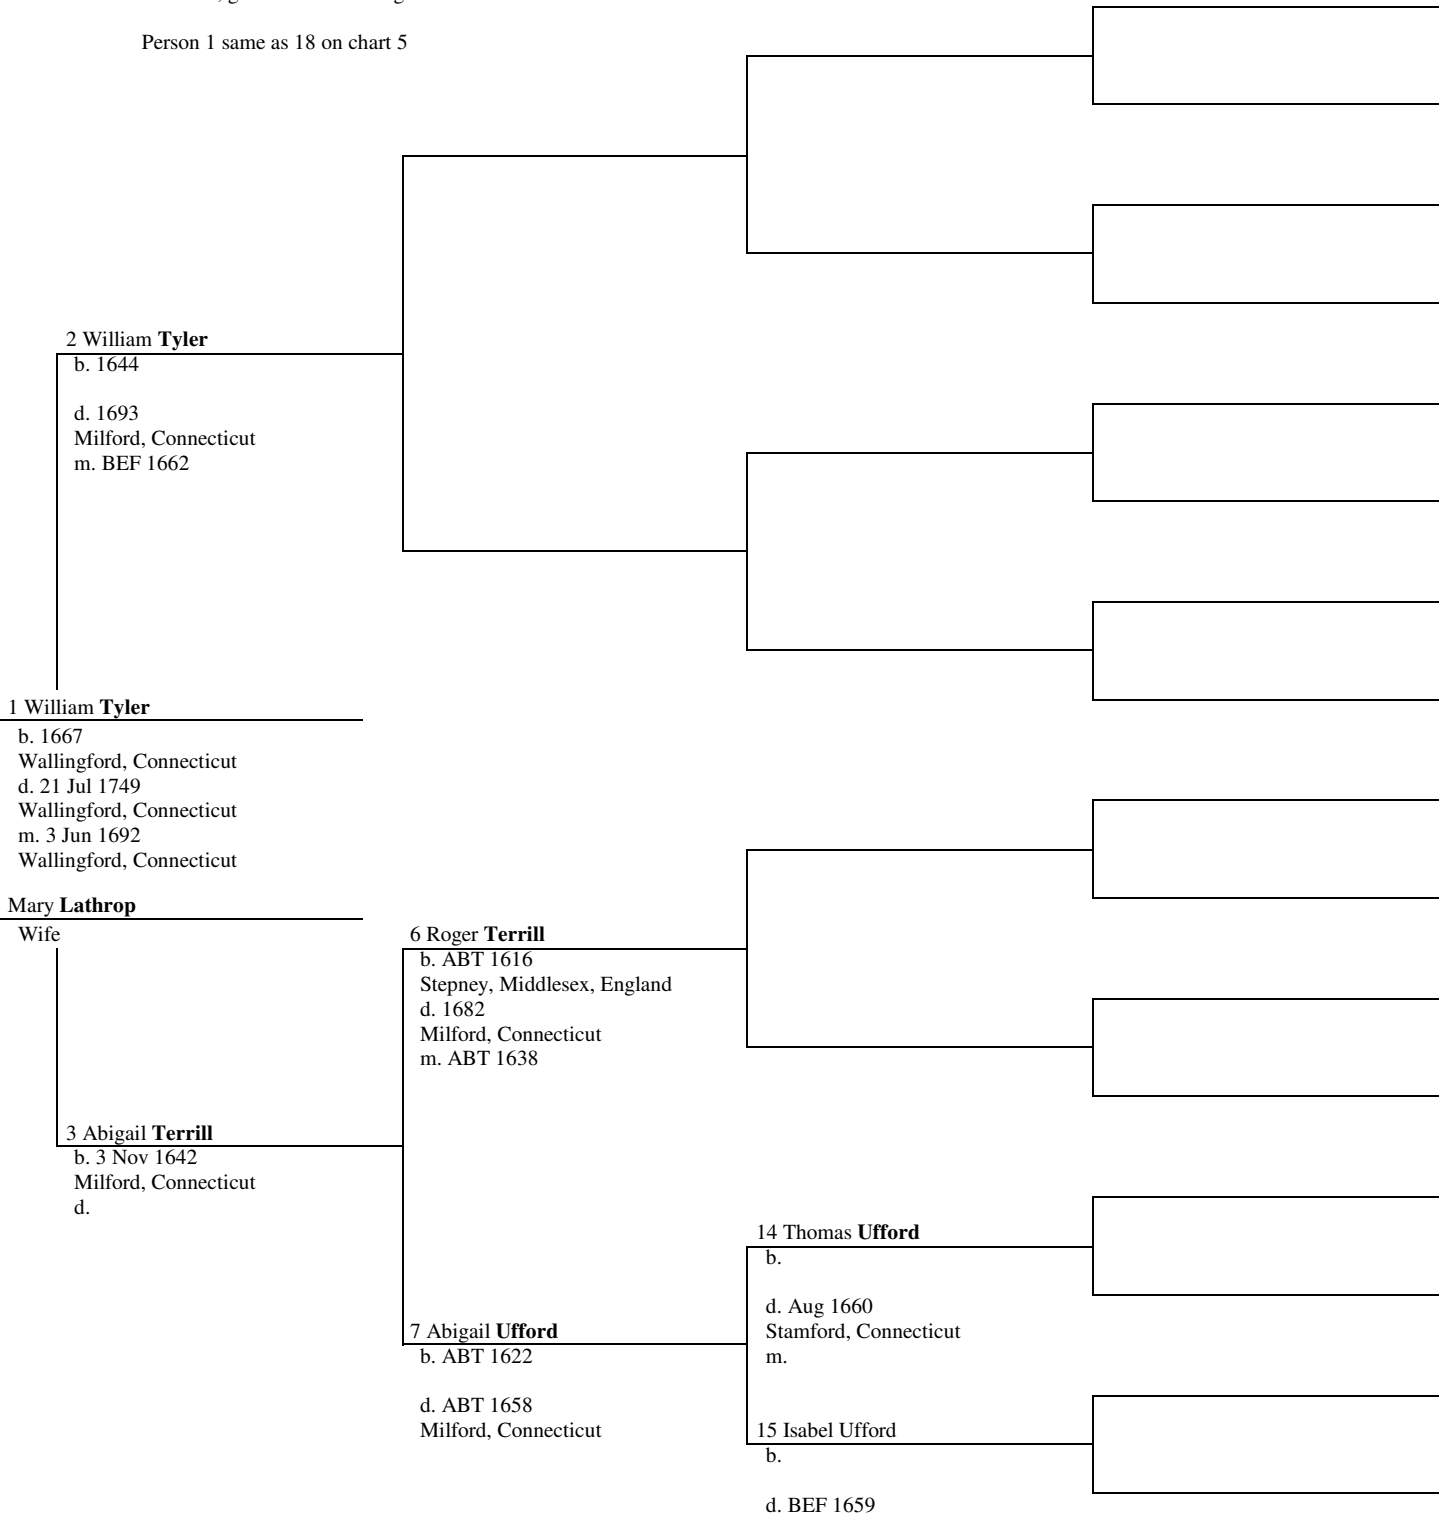 Person 1 same as 18 on chart 5
2 William Tyler
b. 1644
d. 1693
Milford, Connecticut
m. BEF 1662
1 William Tyler
b. 1667
Wallingford, Connecticut
d. 21 Jul 1749
Wallingford, Connecticut
m. 3 Jun 1692
Wallingford, Connecticut
Mary Lathrop
Wife
6 Roger Terrill
b. ABT 1616
Stepney, Middlesex, England
d. 1682
Milford, Connecticut
m. ABT 1638
3 Abigail Terrill
b. 3 Nov 1642
Milford, Connecticut
d.
14 Thomas Ufford
b.
d. Aug 1660
Stamford, Connecticut
m.
7 Abigail Ufford
b. ABT 1622
d. ABT 1658
Milford, Connecticut
15 Isabel Ufford
b.
d. BEF 1659